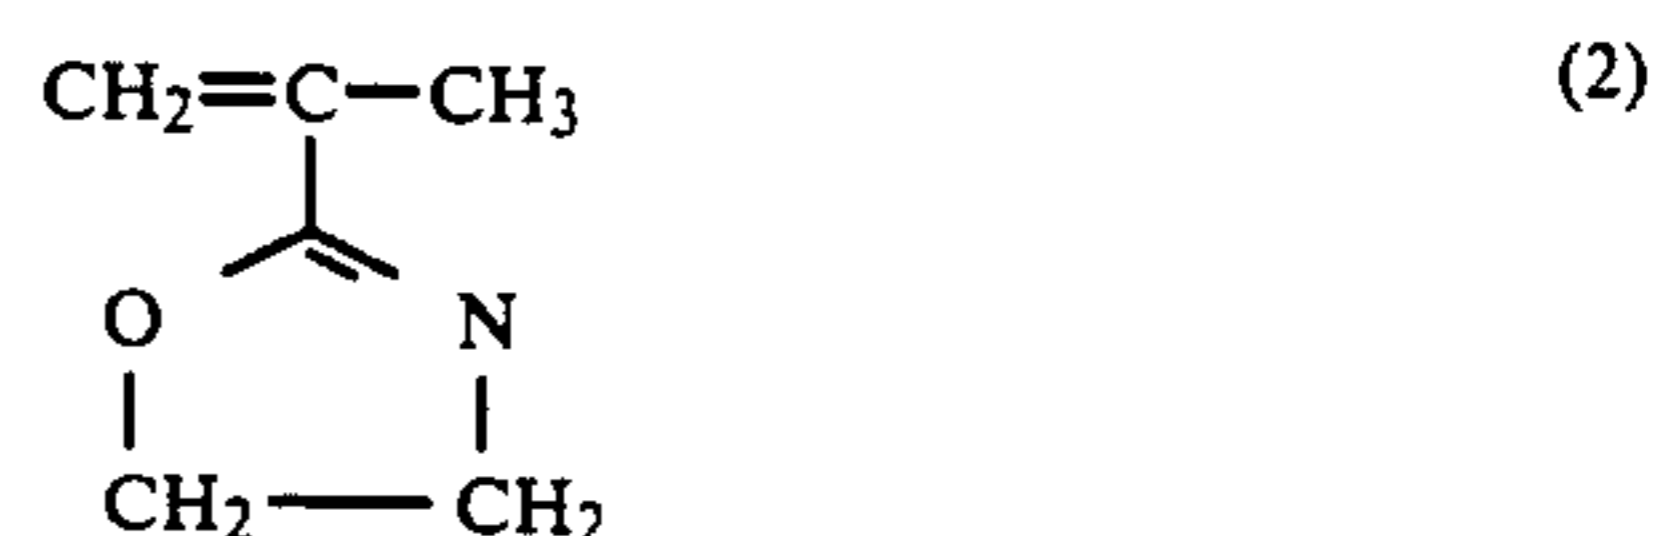 CH₂=C—CH₃ (2)
O N
CH₂—CH₂